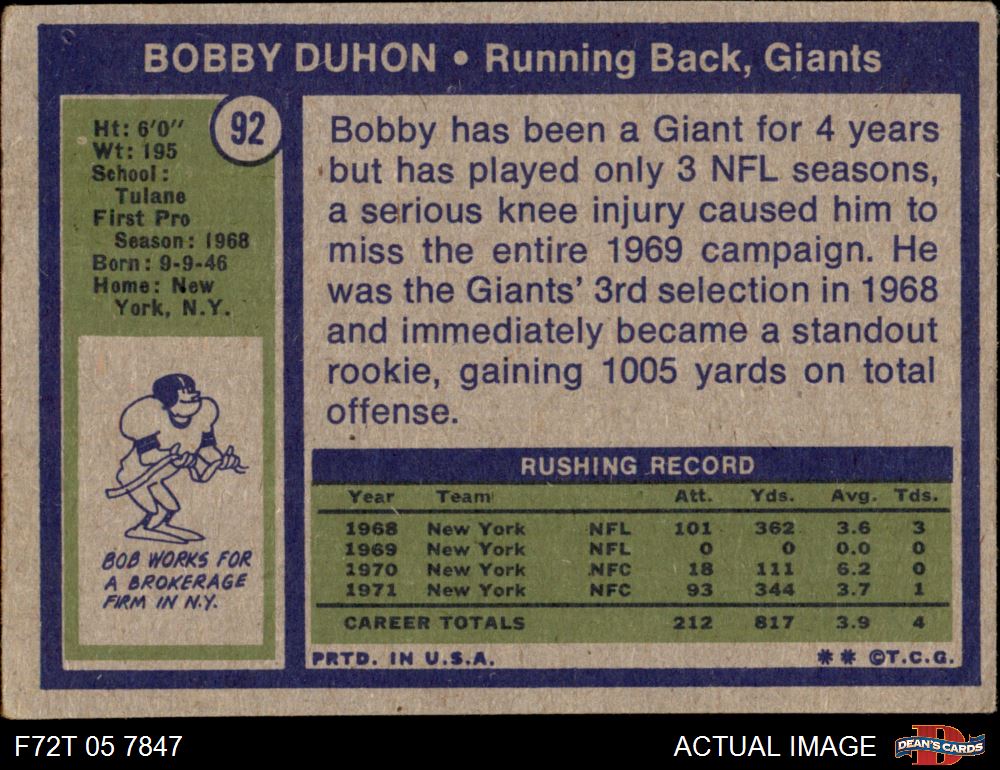 BOBBY DUHON • Running Back, Giants
92
Ht: 6'0"
Wt: 195
School:
Tulane
First Pro
Season: 1968
Born: 9-9-46
Home: New
York, N.Y.
BOB WORKS FOR
A BROKERAGE
FIRM IN N.Y.
Bobby has been a Giant for 4 years
but has played only 3 NFL seasons,
a serious knee injury caused him to
miss the entire 1969 campaign. He
was the Giants' 3rd selection in 1968
and immediately became a standout
rookie, gaining 1005 yards on total
offense.
RUSHING RECORD
Year Team Att. Yds. Avg. Tds.
1968 New York NFL 101 362 3.6 3
1969 New York NFL 0 0 0.0 0
1970 New York NFC 18 111 6.2 0
1971 New York NFC 93 344 3.7 1
CAREER TOTALS 212 817 3.9 4
PRTD. IN U.S.A. ** ©T.C.G.
F72T 05 7847 ACTUAL IMAGE D DEAN'S CARDS